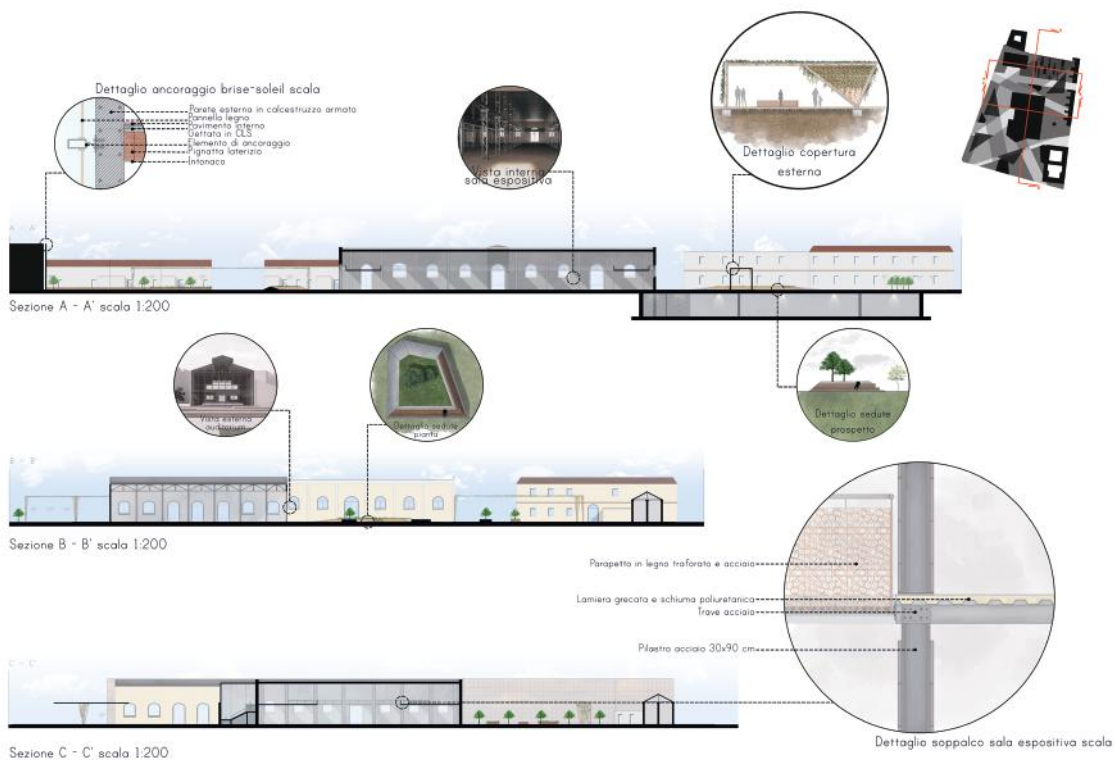 Dettaglio ancoraggio brise-soleil scala
Parete esterna in calcestruzzo armato
Pannello legno
Pavimento interno
Gettata in CLS
Elemento di ancoraggio
Pignatta laterizio
Intonaco
Vista interna
sala espositiva
Dettaglio copertura
esterna
A - A'
Sezione A - A' scala 1:200
Vista esterna
auditorium
Dettaglio sedute
pianta
Dettaglio sedute
prospetto
B - B'
Sezione B - B' scala 1:200
Parapetto in legno traforato e acciaio
Lamiera grecata e schiuma poliuretanica
Trave acciaio
Pilastro acciaio 30x90 cm
C - C'
Sezione C - C' scala 1:200
Dettaglio soppalco sala espositiva scala